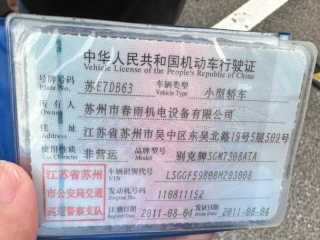 中华人民共和国机动车行驶证
Vehicle License of the People's Republic of China
号牌号码 苏E7DB63 车辆类型 小型轿车
Plate No. Vehicle Type
所有人 苏州市春雨机电设备有限公司
Owner
住址 江苏省苏州市吴中区东吴北路19号5层509号
使用性质 非营运 品牌型号 别克牌SGM7308ATA
Use Character Model
江苏省苏州 车辆识别代号
VIN
市公安局交通 发动机号码 110811152
Engine No.
巡逻警察支队 注册日期 2011-08-04 发证日期 2011-08-04